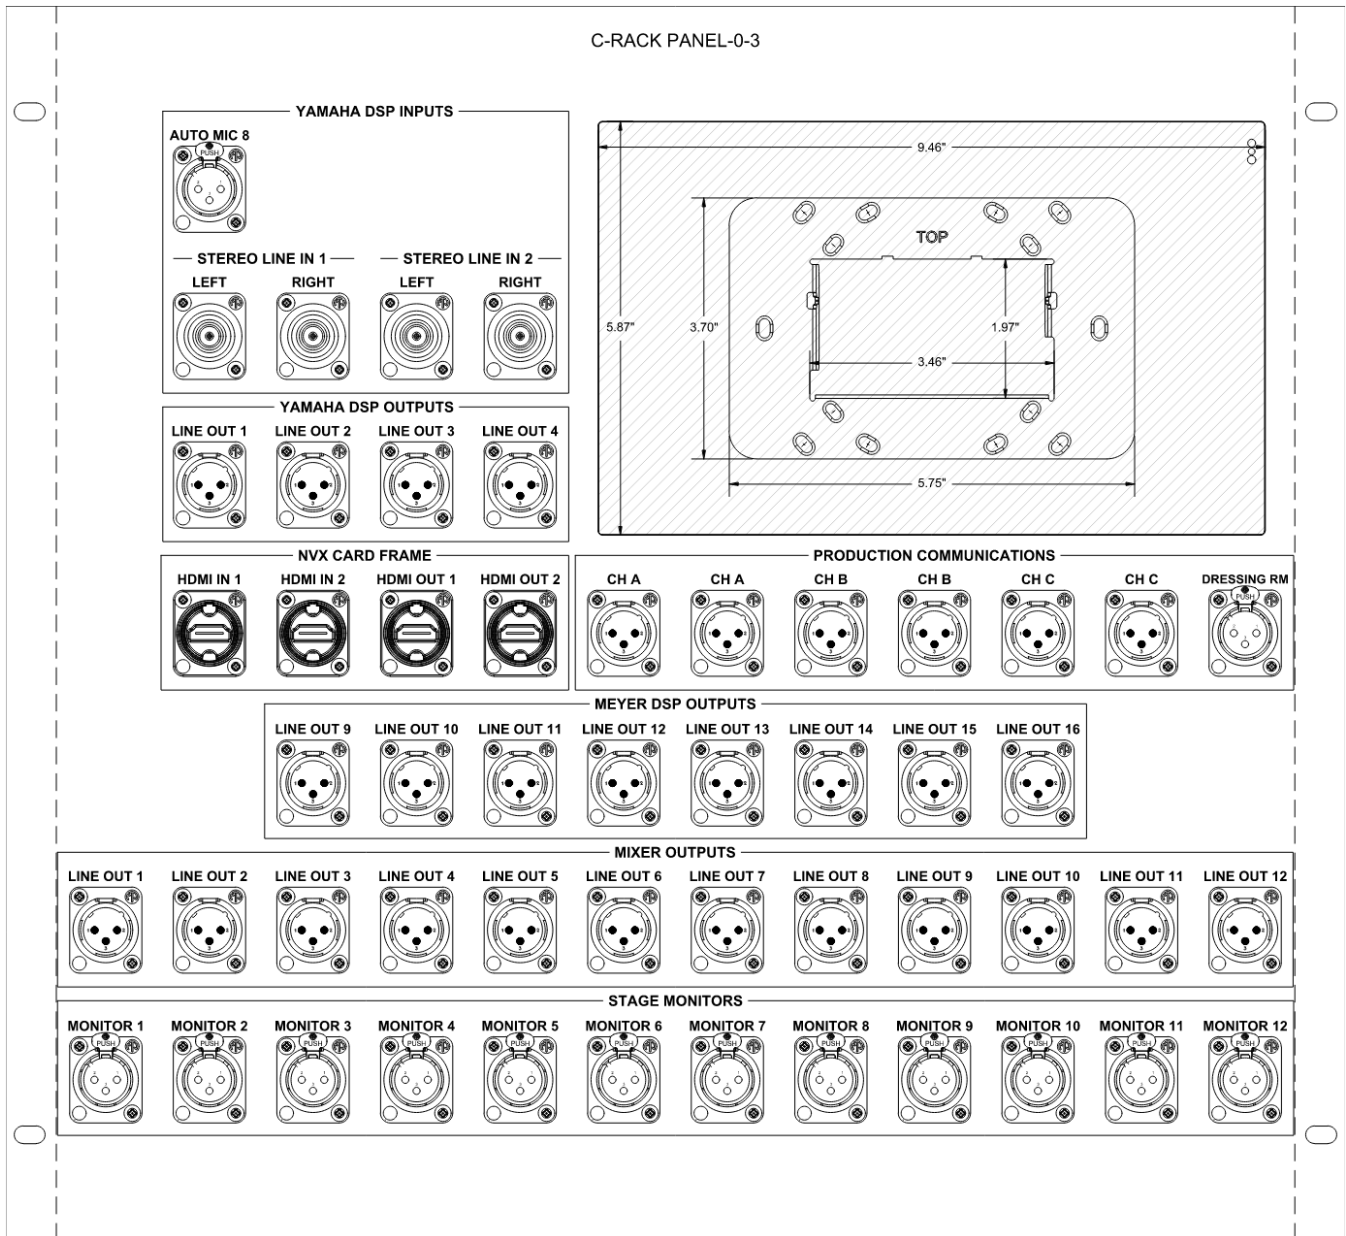 C-RACK PANEL-0-3
YAMAHA DSP INPUTS
AUTO MIC 8
PUSH
STEREO LINE IN 1 STEREO LINE IN 2
LEFT RIGHT LEFT RIGHT
9.46"
TOP
5.87" 3.70" 1.97"
3.46"
5.75"
YAMAHA DSP OUTPUTS
LINE OUT 1 LINE OUT 2 LINE OUT 3 LINE OUT 4
NVX CARD FRAME
HDMI IN 1 HDMI IN 2 HDMI OUT 1 HDMI OUT 2
PRODUCTION COMMUNICATIONS
CH A CH A CH B CH B CH C CH C DRESSING RM
PUSH
MEYER DSP OUTPUTS
LINE OUT 9 LINE OUT 10 LINE OUT 11 LINE OUT 12 LINE OUT 13 LINE OUT 14 LINE OUT 15 LINE OUT 16
MIXER OUTPUTS
LINE OUT 1 LINE OUT 2 LINE OUT 3 LINE OUT 4 LINE OUT 5 LINE OUT 6 LINE OUT 7 LINE OUT 8 LINE OUT 9 LINE OUT 10 LINE OUT 11 LINE OUT 12
STAGE MONITORS
MONITOR 1 MONITOR 2 MONITOR 3 MONITOR 4 MONITOR 5 MONITOR 6 MONITOR 7 MONITOR 8 MONITOR 9 MONITOR 10 MONITOR 11 MONITOR 12
PUSH PUSH PUSH PUSH PUSH PUSH PUSH PUSH PUSH PUSH PUSH PUSH